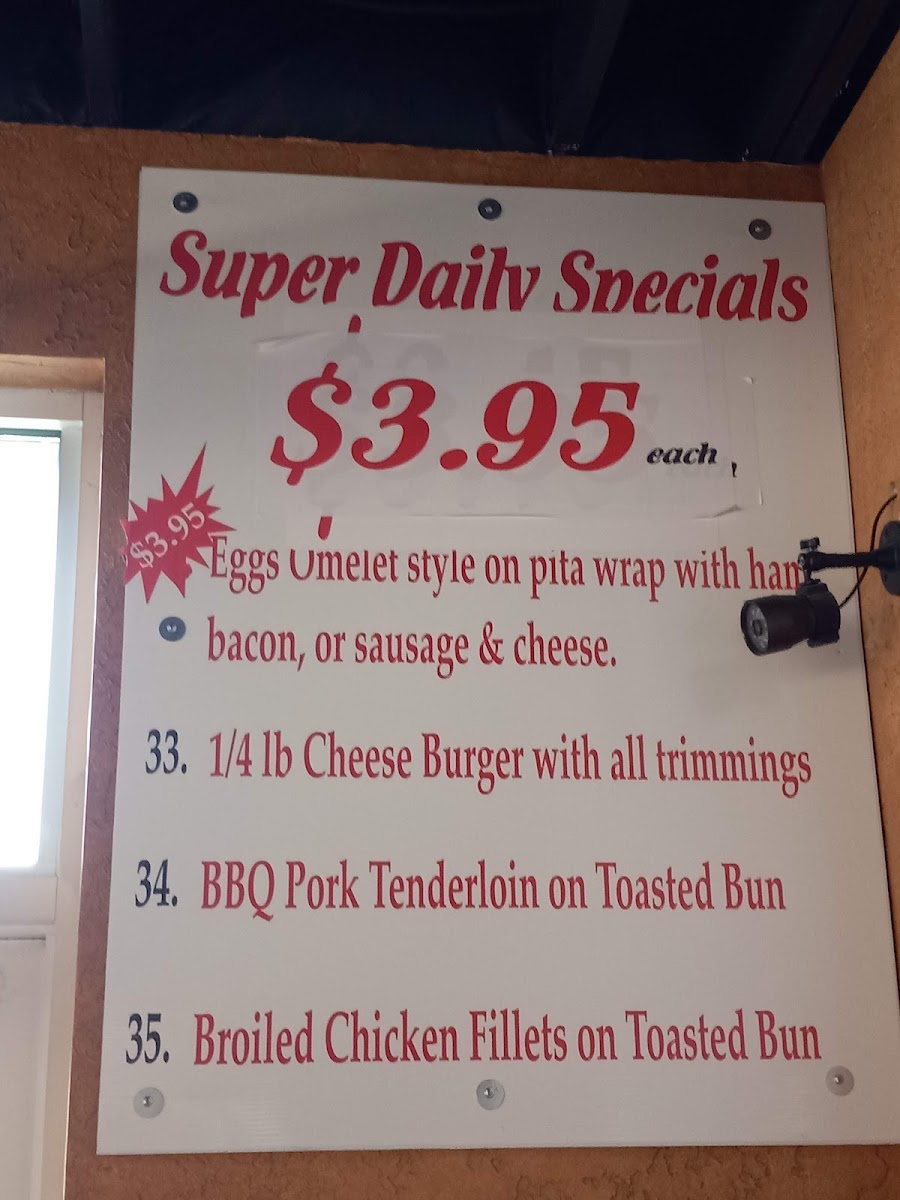 Super Daily Specials
$3.95 each
$3.95
Eggs Omelet style on pita wrap with ham
bacon, or sausage & cheese.
33. 1/4 lb Cheese Burger with all trimmings
34. BBQ Pork Tenderloin on Toasted Bun
35. Broiled Chicken Fillets on Toasted Bun